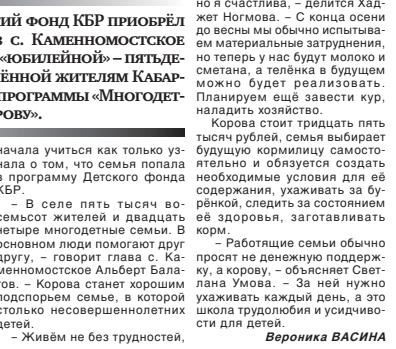 ИЙ ФОНД КБР ПРИОБРЁЛ
В С. КАМЕННОМОСТСКОЕ
«ЮБИЛЕЙНОЙ» – ПЯТЬДЕ-
ЁННОЙ ЖИТЕЛЯМ КАБАР-
ПРОГРАММЫ «МНОГОДЕТ-
РОВУ».
начала учиться как только уз-
нала о том, что семья попала
в программу Детского фонда
КБР.
– В селе пять тысяч во-
семьсот жителей и двадцать
четыре многодетные семьи. В
основном люди помогают друг
другу, – говорит глава с. Ка-
менномостское Альберт Бала-
гов. – Корова станет хорошим
подспорьем семье, в которой
столько несовершеннолетних
детей.
– Живём не без трудностей,
но я счастлива, – делится Хад-
жет Ногмова. – С конца осени
до весны мы обычно испытыва-
ем материальные затруднения,
но теперь у нас будут молоко и
сметана, а телёнка в будущем
можно будет реализовать.
Планируем ещё завести кур,
наладить хозяйство.
Корова стоит тридцать пять
тысяч рублей, семья выбирает
будущую кормилицу самосто-
ятельно и обязуется создать
необходимые условия для её
содержания, ухаживать за бу-
рёнкой, следить за состоянием
её здоровья, заготавливать
корм.
– Работящие семьи обычно
просят не денежную поддерж-
ку, а корову, – объясняет Свет-
лана Умова. – За ней нужно
ухаживать каждый день, а это
школа трудолюбия и усидчиво-
сти для детей.
Вероника ВАСИНА